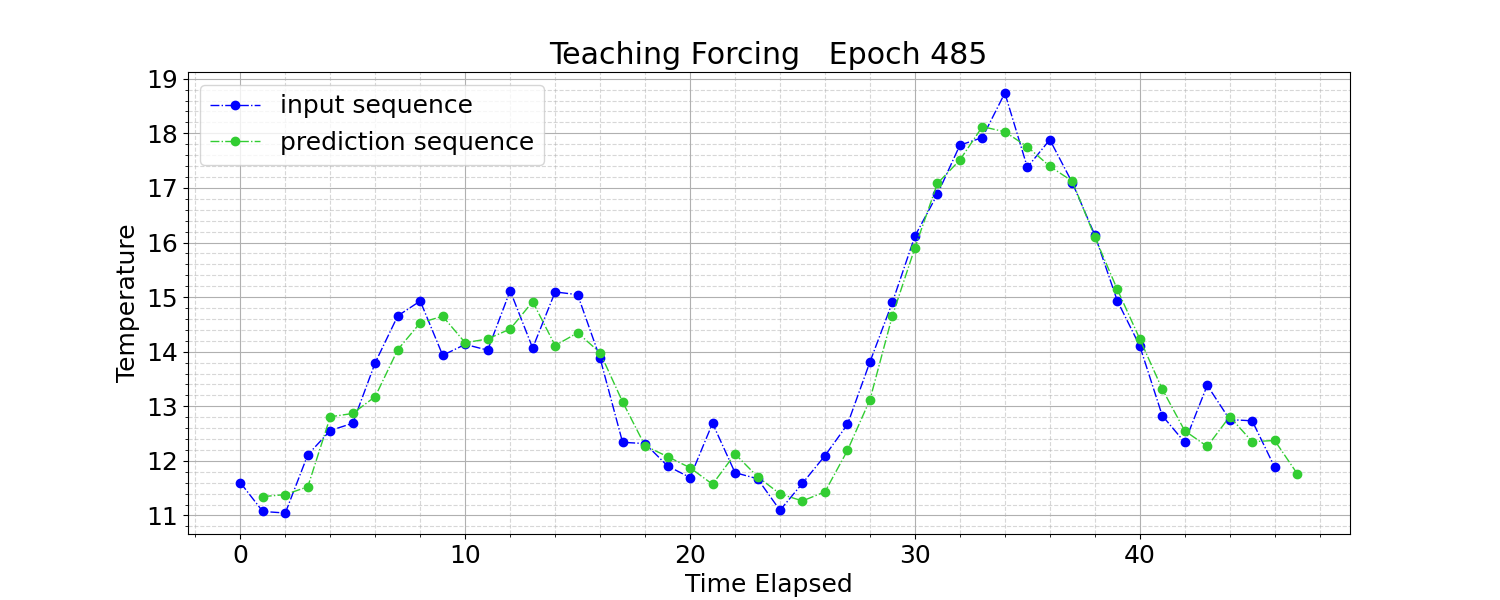 Teaching Forcing   Epoch 485
input sequence
prediction sequence
Temperature
19
18
17
16
15
14
13
12
11
0 10 20 30 40
Time Elapsed